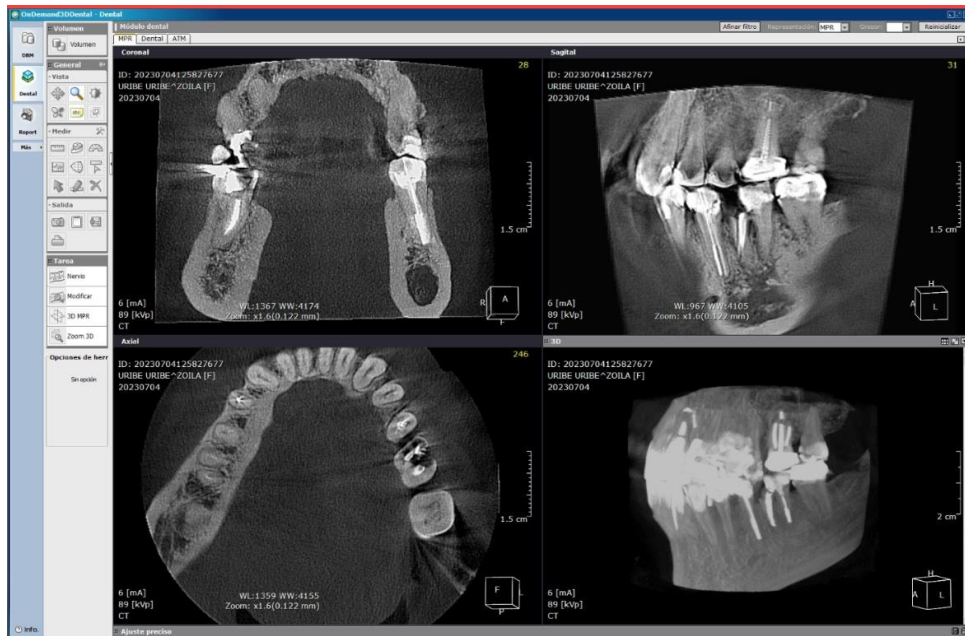 OnDemand3DDental - Dental
DBM
Dental
Report
Más
Info.
Volumen
Volumen
General
Vista
Medir
Salida
Tarea
Nervio
Modificar
3D MPR
Zoom 3D
Opciones de herr
Sin opción
Módulo dental
Afinar filtro
Representación:
MPR
Grosor:
Reinicializar
MPR Dental ATM
Coronal
28
ID: 20230704125827677
URIBE URIBE^ZOILA [F]
20230704
1.5 cm
6 [mA]
89 [kVp]
CT
WL:1367 WW:4174
Zoom: x1.6(0.122 mm)
R
A
F
Sagital
31
ID: 20230704125827677
URIBE URIBE^ZOILA [F]
20230704
1.5 cm
6 [mA]
89 [kVp]
CT
WL:967 WW:4105
Zoom: x1.6(0.122 mm)
H
A
L
Axial
246
ID: 20230704125827677
URIBE URIBE^ZOILA [F]
20230704
1.5 cm
6 [mA]
89 [kVp]
CT
WL:1359 WW:4155
Zoom: x1.6(0.122 mm)
F
L
P
3D
ID: 20230704125827677
URIBE URIBE^ZOILA [F]
20230704
2 cm
6 [mA]
89 [kVp]
CT
H
A
L
Ajuste preciso